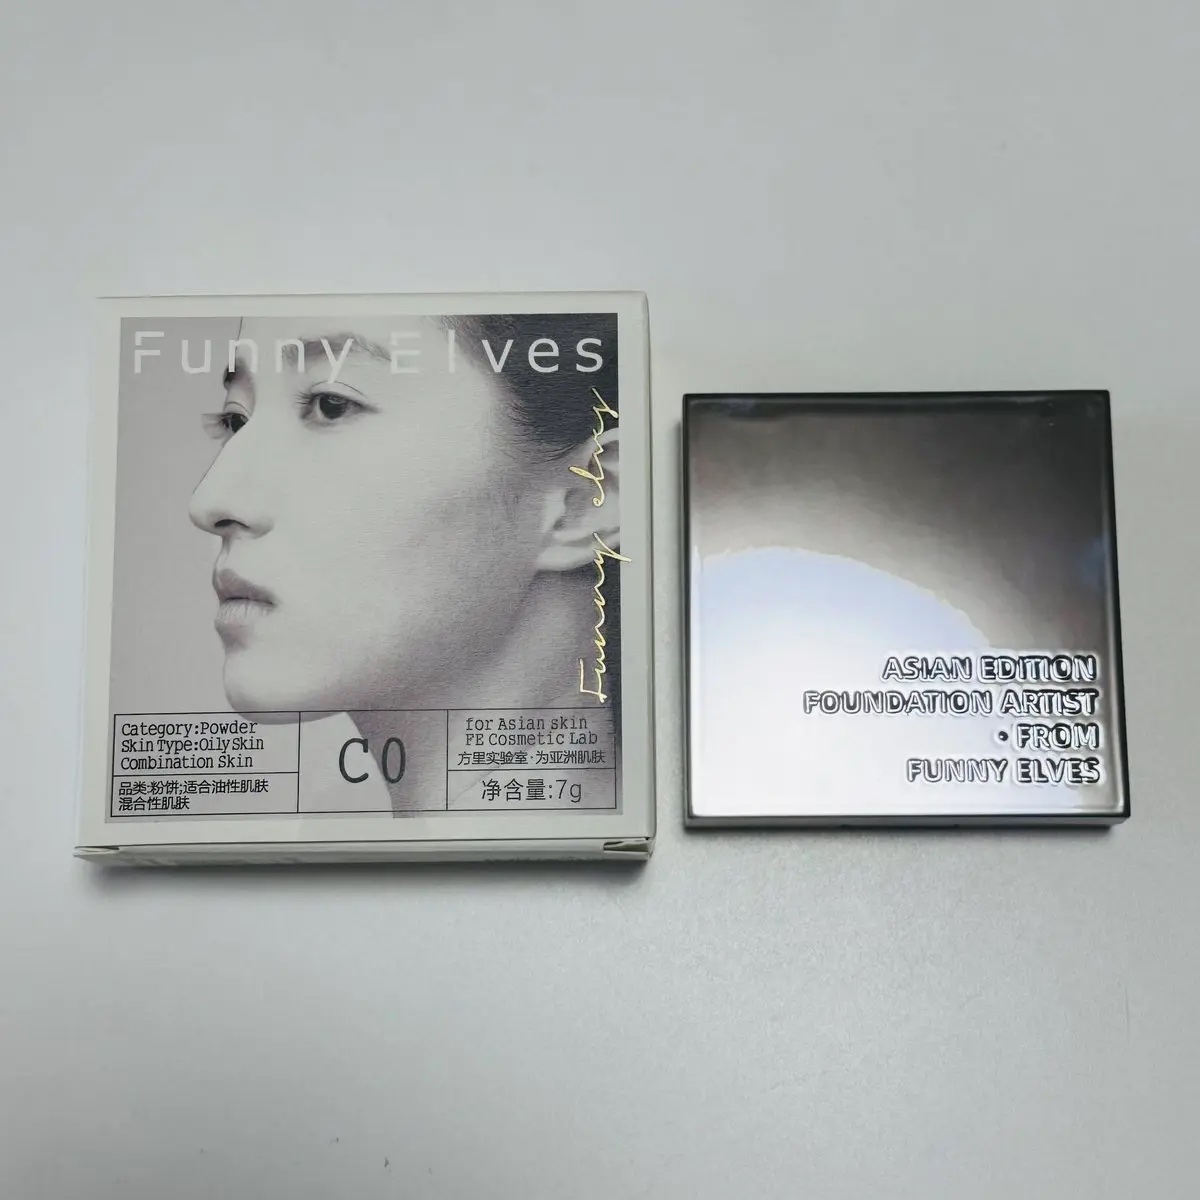 Funny Elves
Funny elves
Category:Powder
Skin Type:Oily Skin
Combination Skin
品类:粉饼;适合油性肌肤
混合性肌肤
C0
for Asian skin
FE Cosmetic Lab
方里实验室·为亚洲肌肤
净含量:7g
ASIAN EDITION
FOUNDATION ARTIST
• FROM
FUNNY ELVES